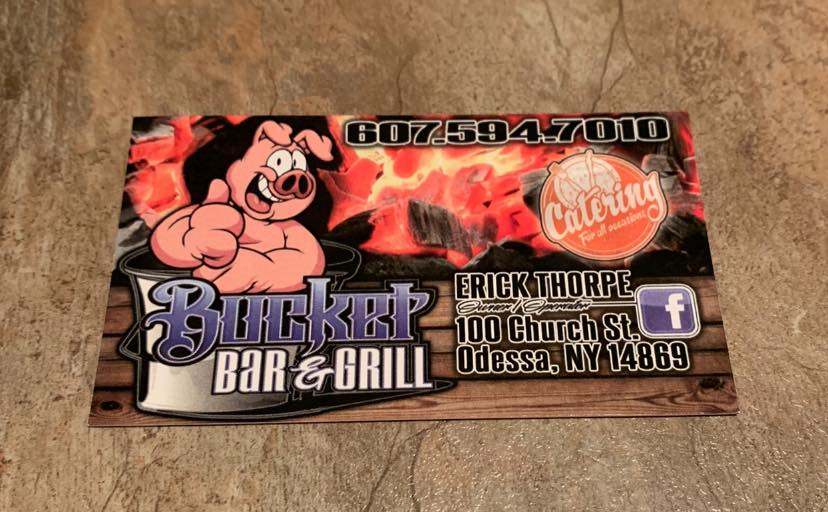 607.594.7010
Catering
For all occasions
Bucket
BAR & GRILL
ERICK THORPE
Owner / Operator
100 Church St.
Odessa, NY 14869
f